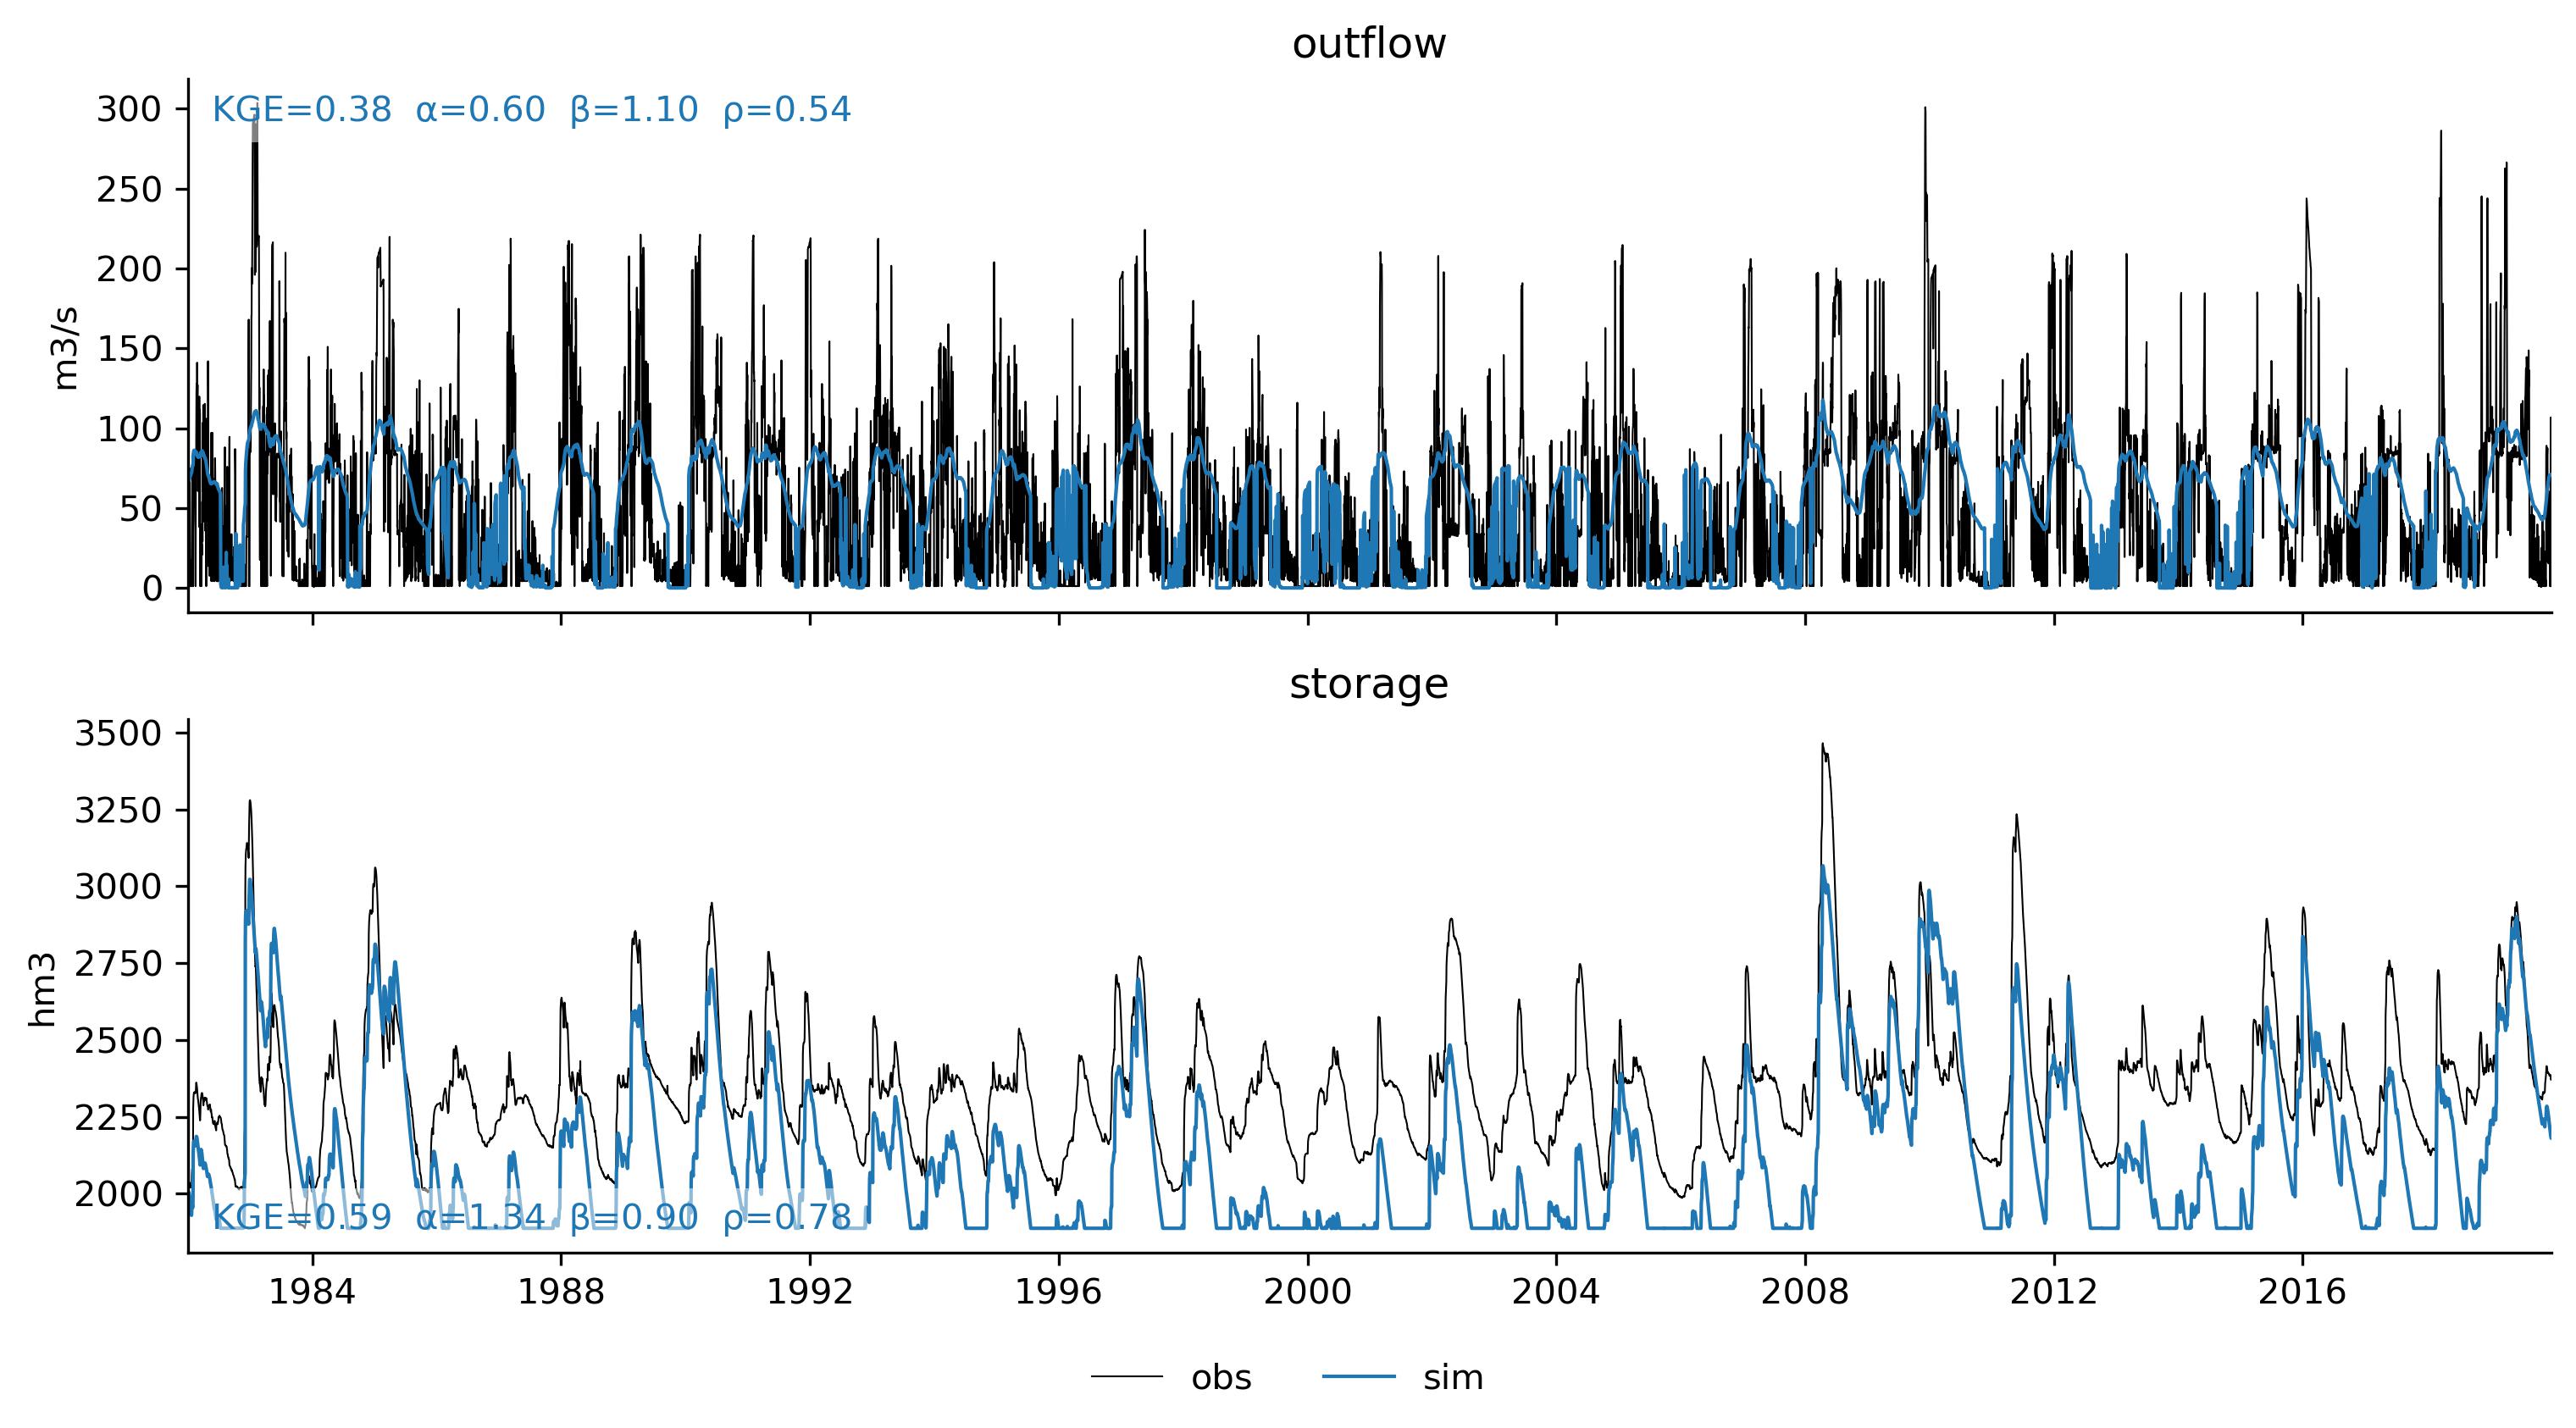 outflow
KGE=0.38 α=0.60 β=1.10 ρ=0.54
300
250
200
150
100
50
0
m3/s
storage
3500
3250
3000
2750
2500
2250
2000
hm3
KGE=0.59 α=1.34 β=0.90 ρ=0.78
1984 1988 1992 1996 2000 2004 2008 2012 2016
obs sim